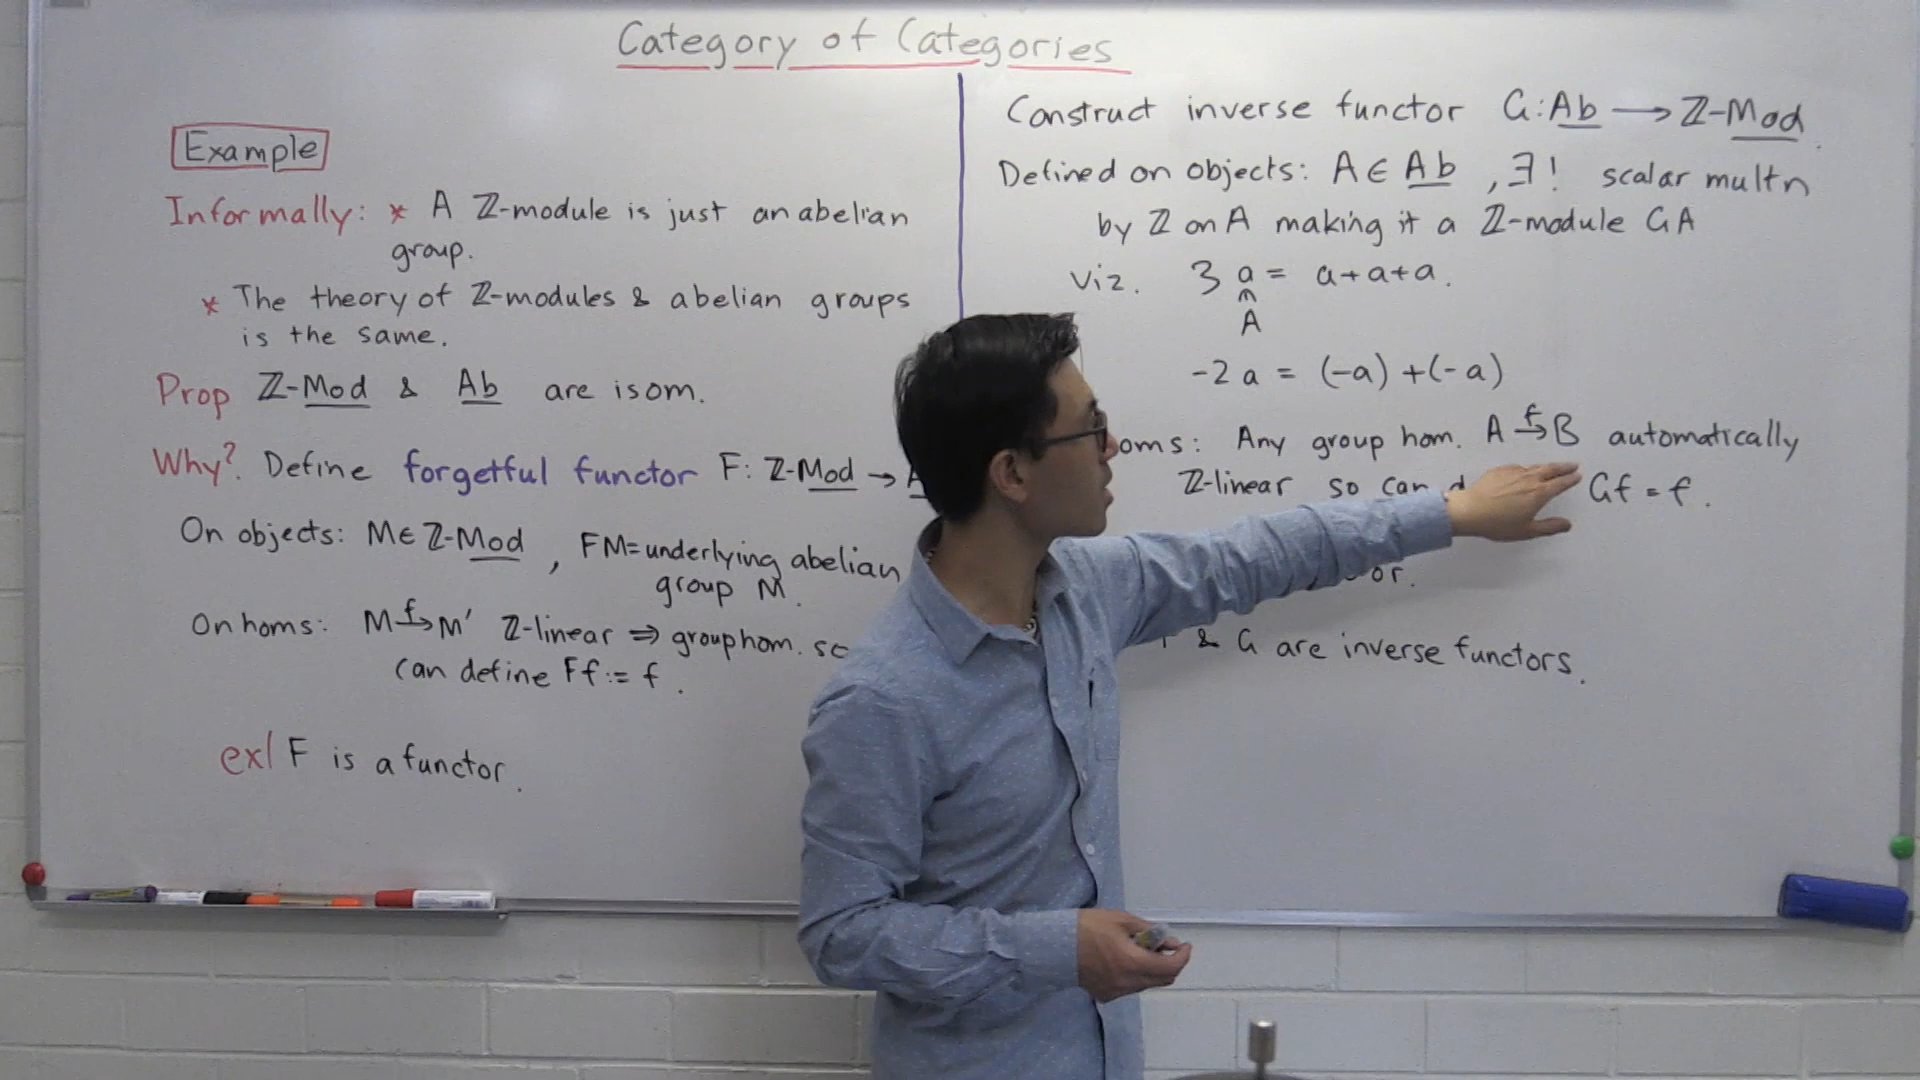 Category of Categories
Example
Informally: * A ℤ-module is just an abelian
group.
* The theory of ℤ-modules & abelian groups
is the same.
Prop ℤ-Mod & Ab are isom.
Why? Define forgetful functor F: ℤ-Mod →
On objects: M ∈ ℤ-Mod, FM = underlying abelian
group M.
On homs: M →f M' ℤ-linear ⇒ group hom. so
can define Ff := f.
ex/ F is a functor.
Construct inverse functor G: Ab → ℤ-Mod.
Defined on objects: A ∈ Ab, ∃! scalar multn
by ℤ on A making it a ℤ-module GA
viz. 3 a = a+a+a.
∈
A
-2 a = (-a) + (-a)
oms: Any group hom. A →f B automatically
ℤ-linear so can Gf = f.
or.
& G are inverse functors.